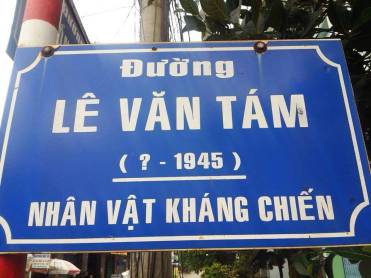 Đường
LÊ VĂN TÁM
( ? - 1945 )
NHÂN VẬT KHÁNG CHIẾN